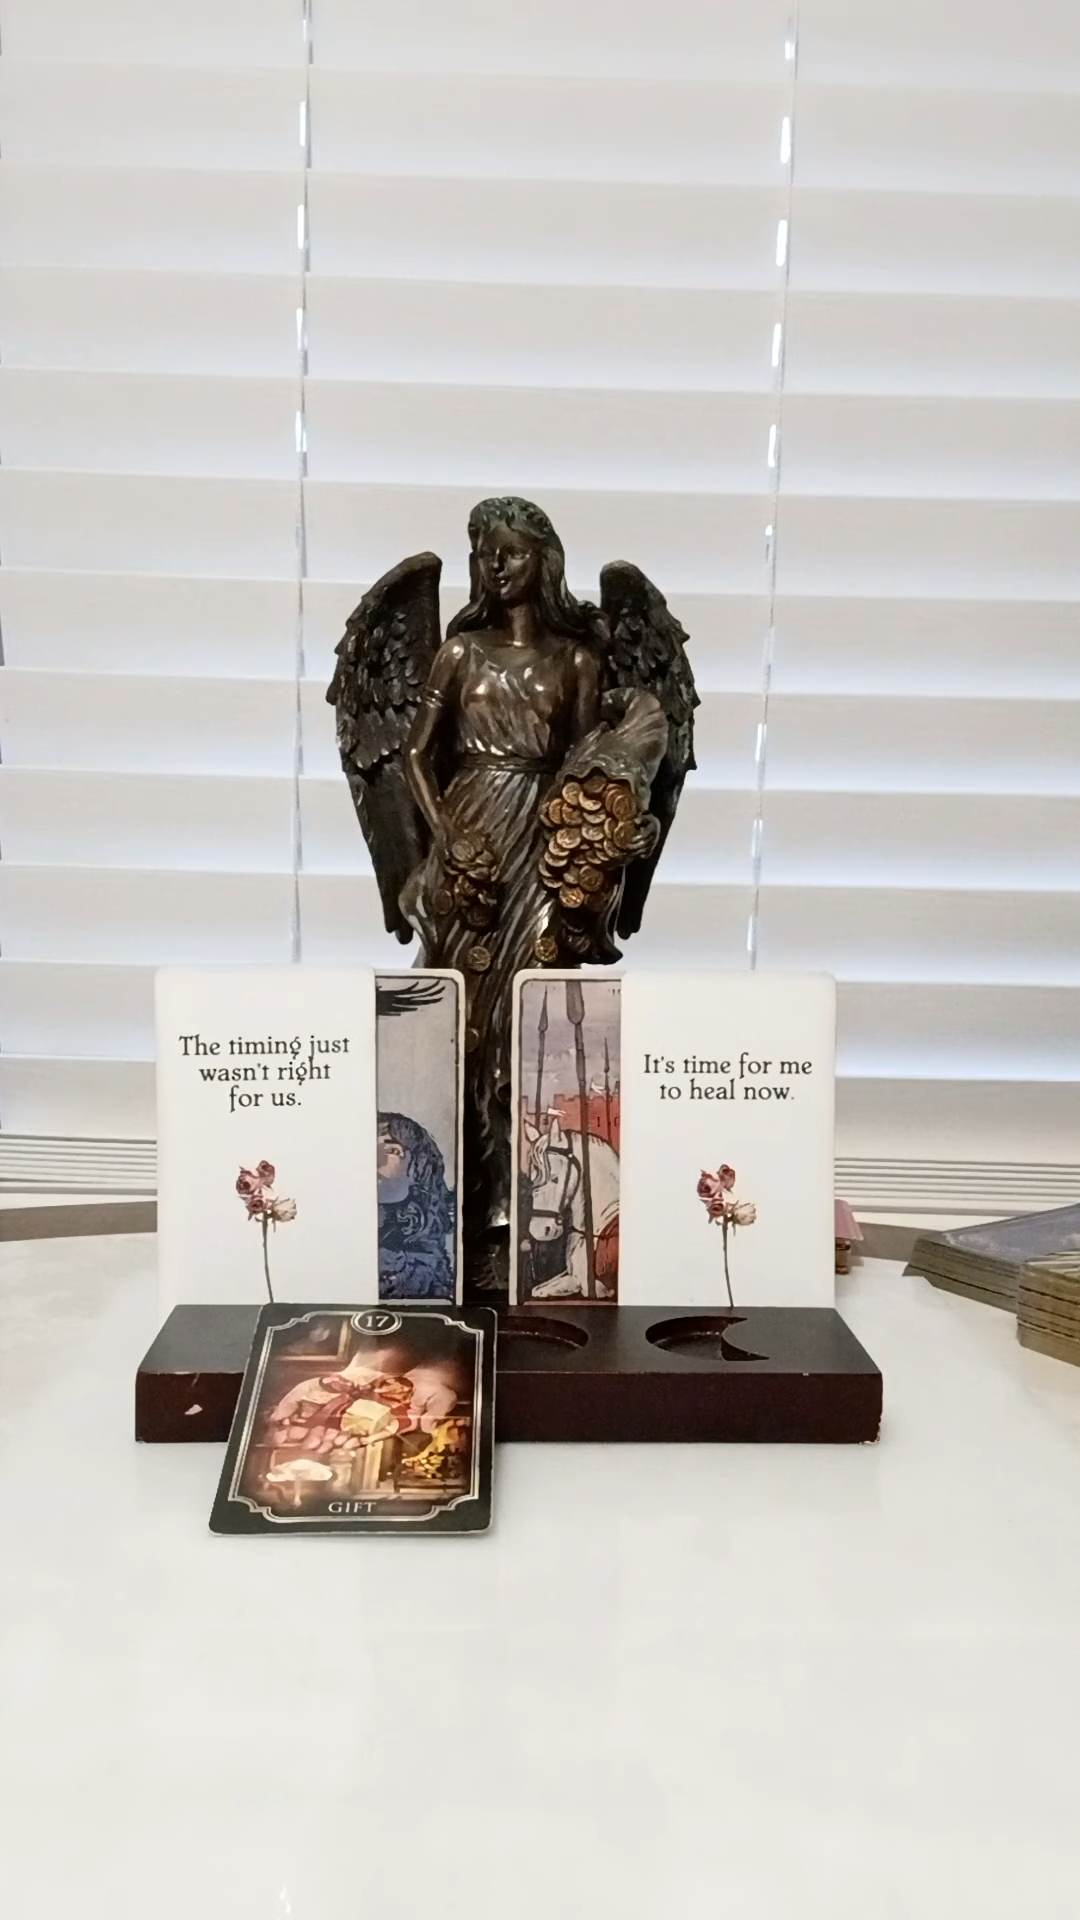 The timing just
wasn't right
for us.
It's time for me
to heal now.
17
GIFT